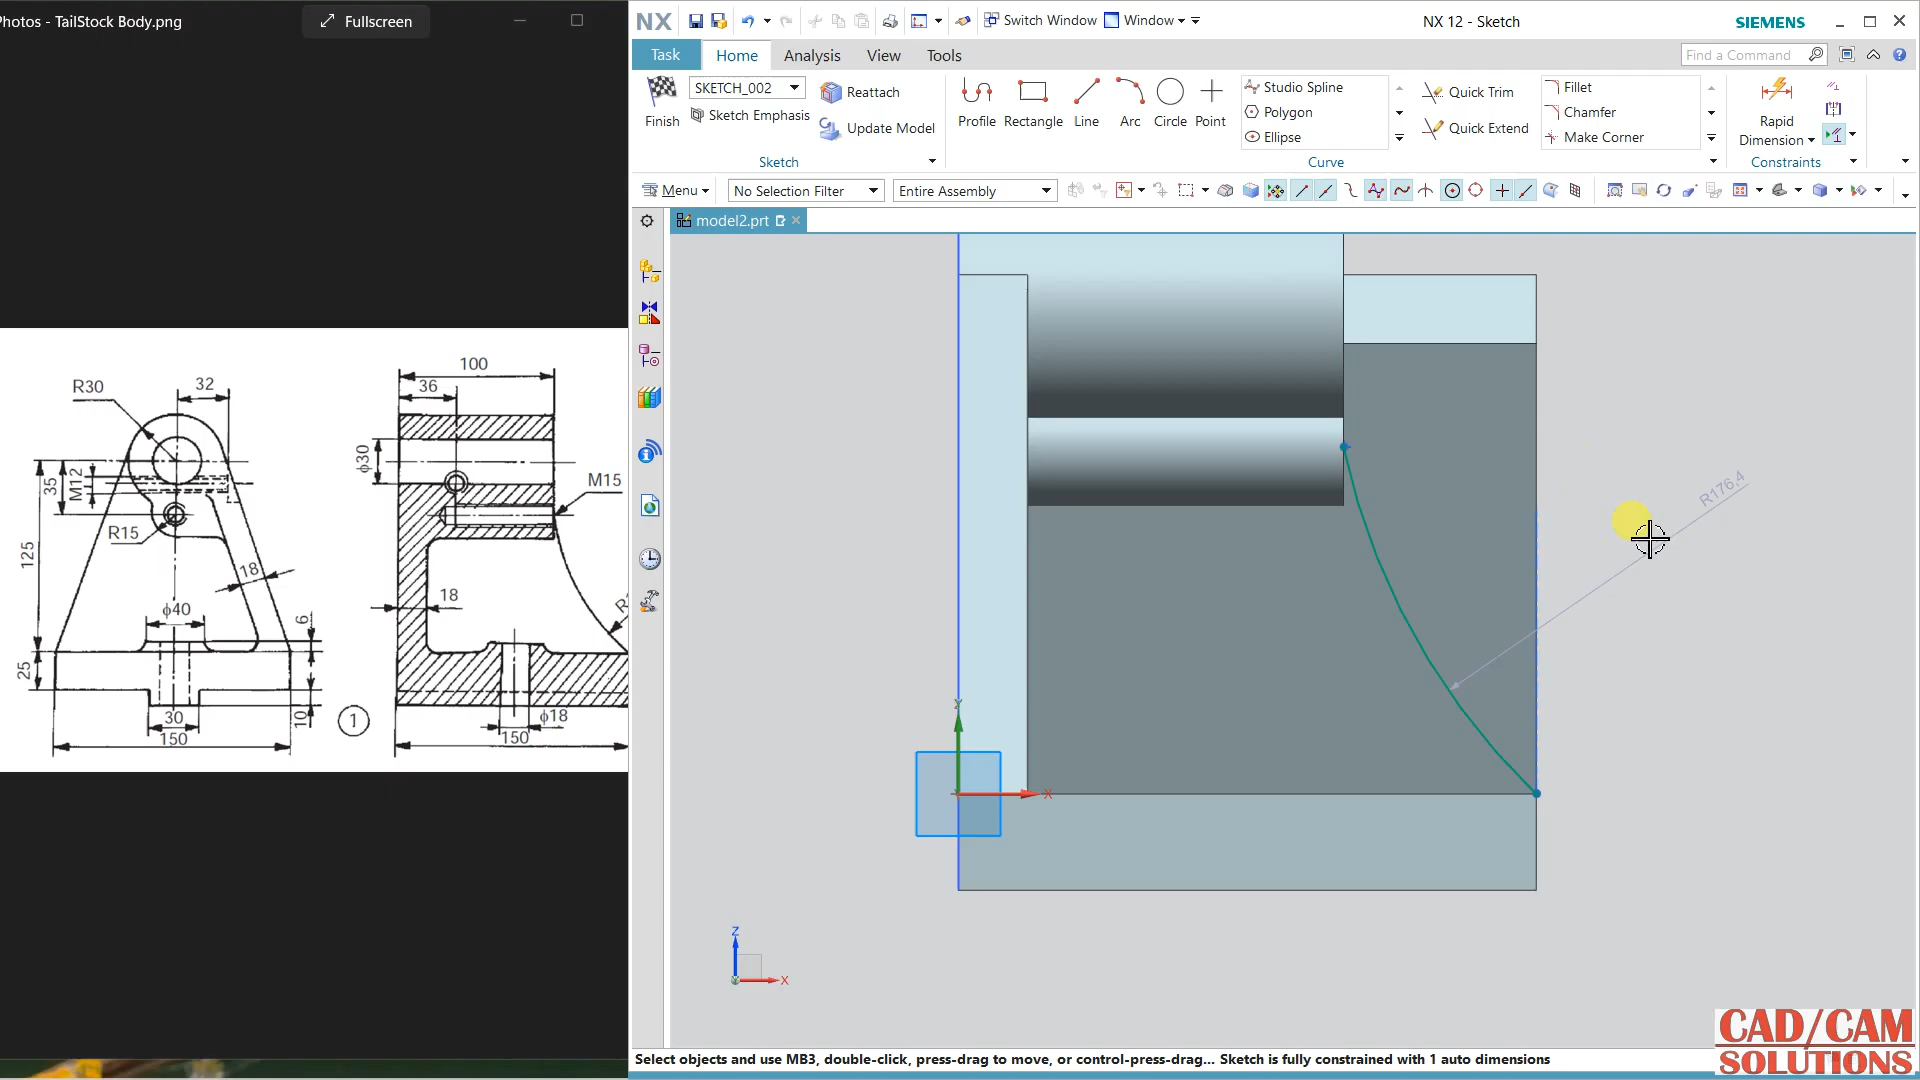 Photos - TailStock Body.png
Fullscreen
R30
32
35
M12
R15
125
18
ϕ40
6
25
30
10
150
1
100
36
ϕ30
M15
18
R
ϕ18
150
NX
Switch Window
Window
NX 12 - Sketch
SIEMENS
Task
Home
Analysis
View
Tools
Find a Command
Finish
SKETCH_002
Sketch Emphasis
Reattach
Update Model
Sketch
Profile
Rectangle
Line
Arc
Circle
Point
Studio Spline
Polygon
Ellipse
Quick Trim
Quick Extend
Fillet
Chamfer
Make Corner
Curve
Rapid
Dimension
Constraints
Menu
No Selection Filter
Entire Assembly
model2.prt
R176,4
Y
X
Z
X
Select objects and use MB3, double-click, press-drag to move, or control-press-drag... Sketch is fully constrained with 1 auto dimensions
CAD/CAM
SOLUTIONS